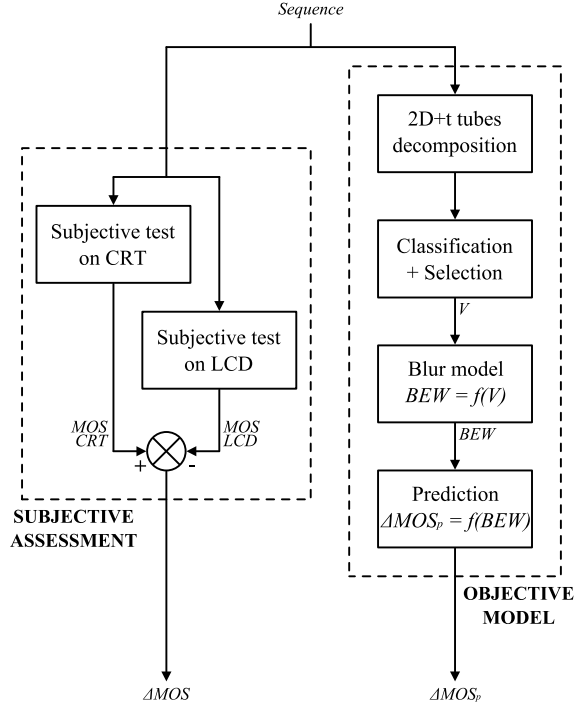 Sequence
2D+t tubes
decomposition
Subjective test
on CRT
Classification
+ Selection
V
Subjective test
on LCD
Blur model
BEW = f(V)
MOS
CRT
MOS
LCD
+
-
BEW
Prediction
ΔMOSₚ = f(BEW)
SUBJECTIVE
ASSESSMENT
OBJECTIVE
MODEL
ΔMOS
ΔMOSₚ